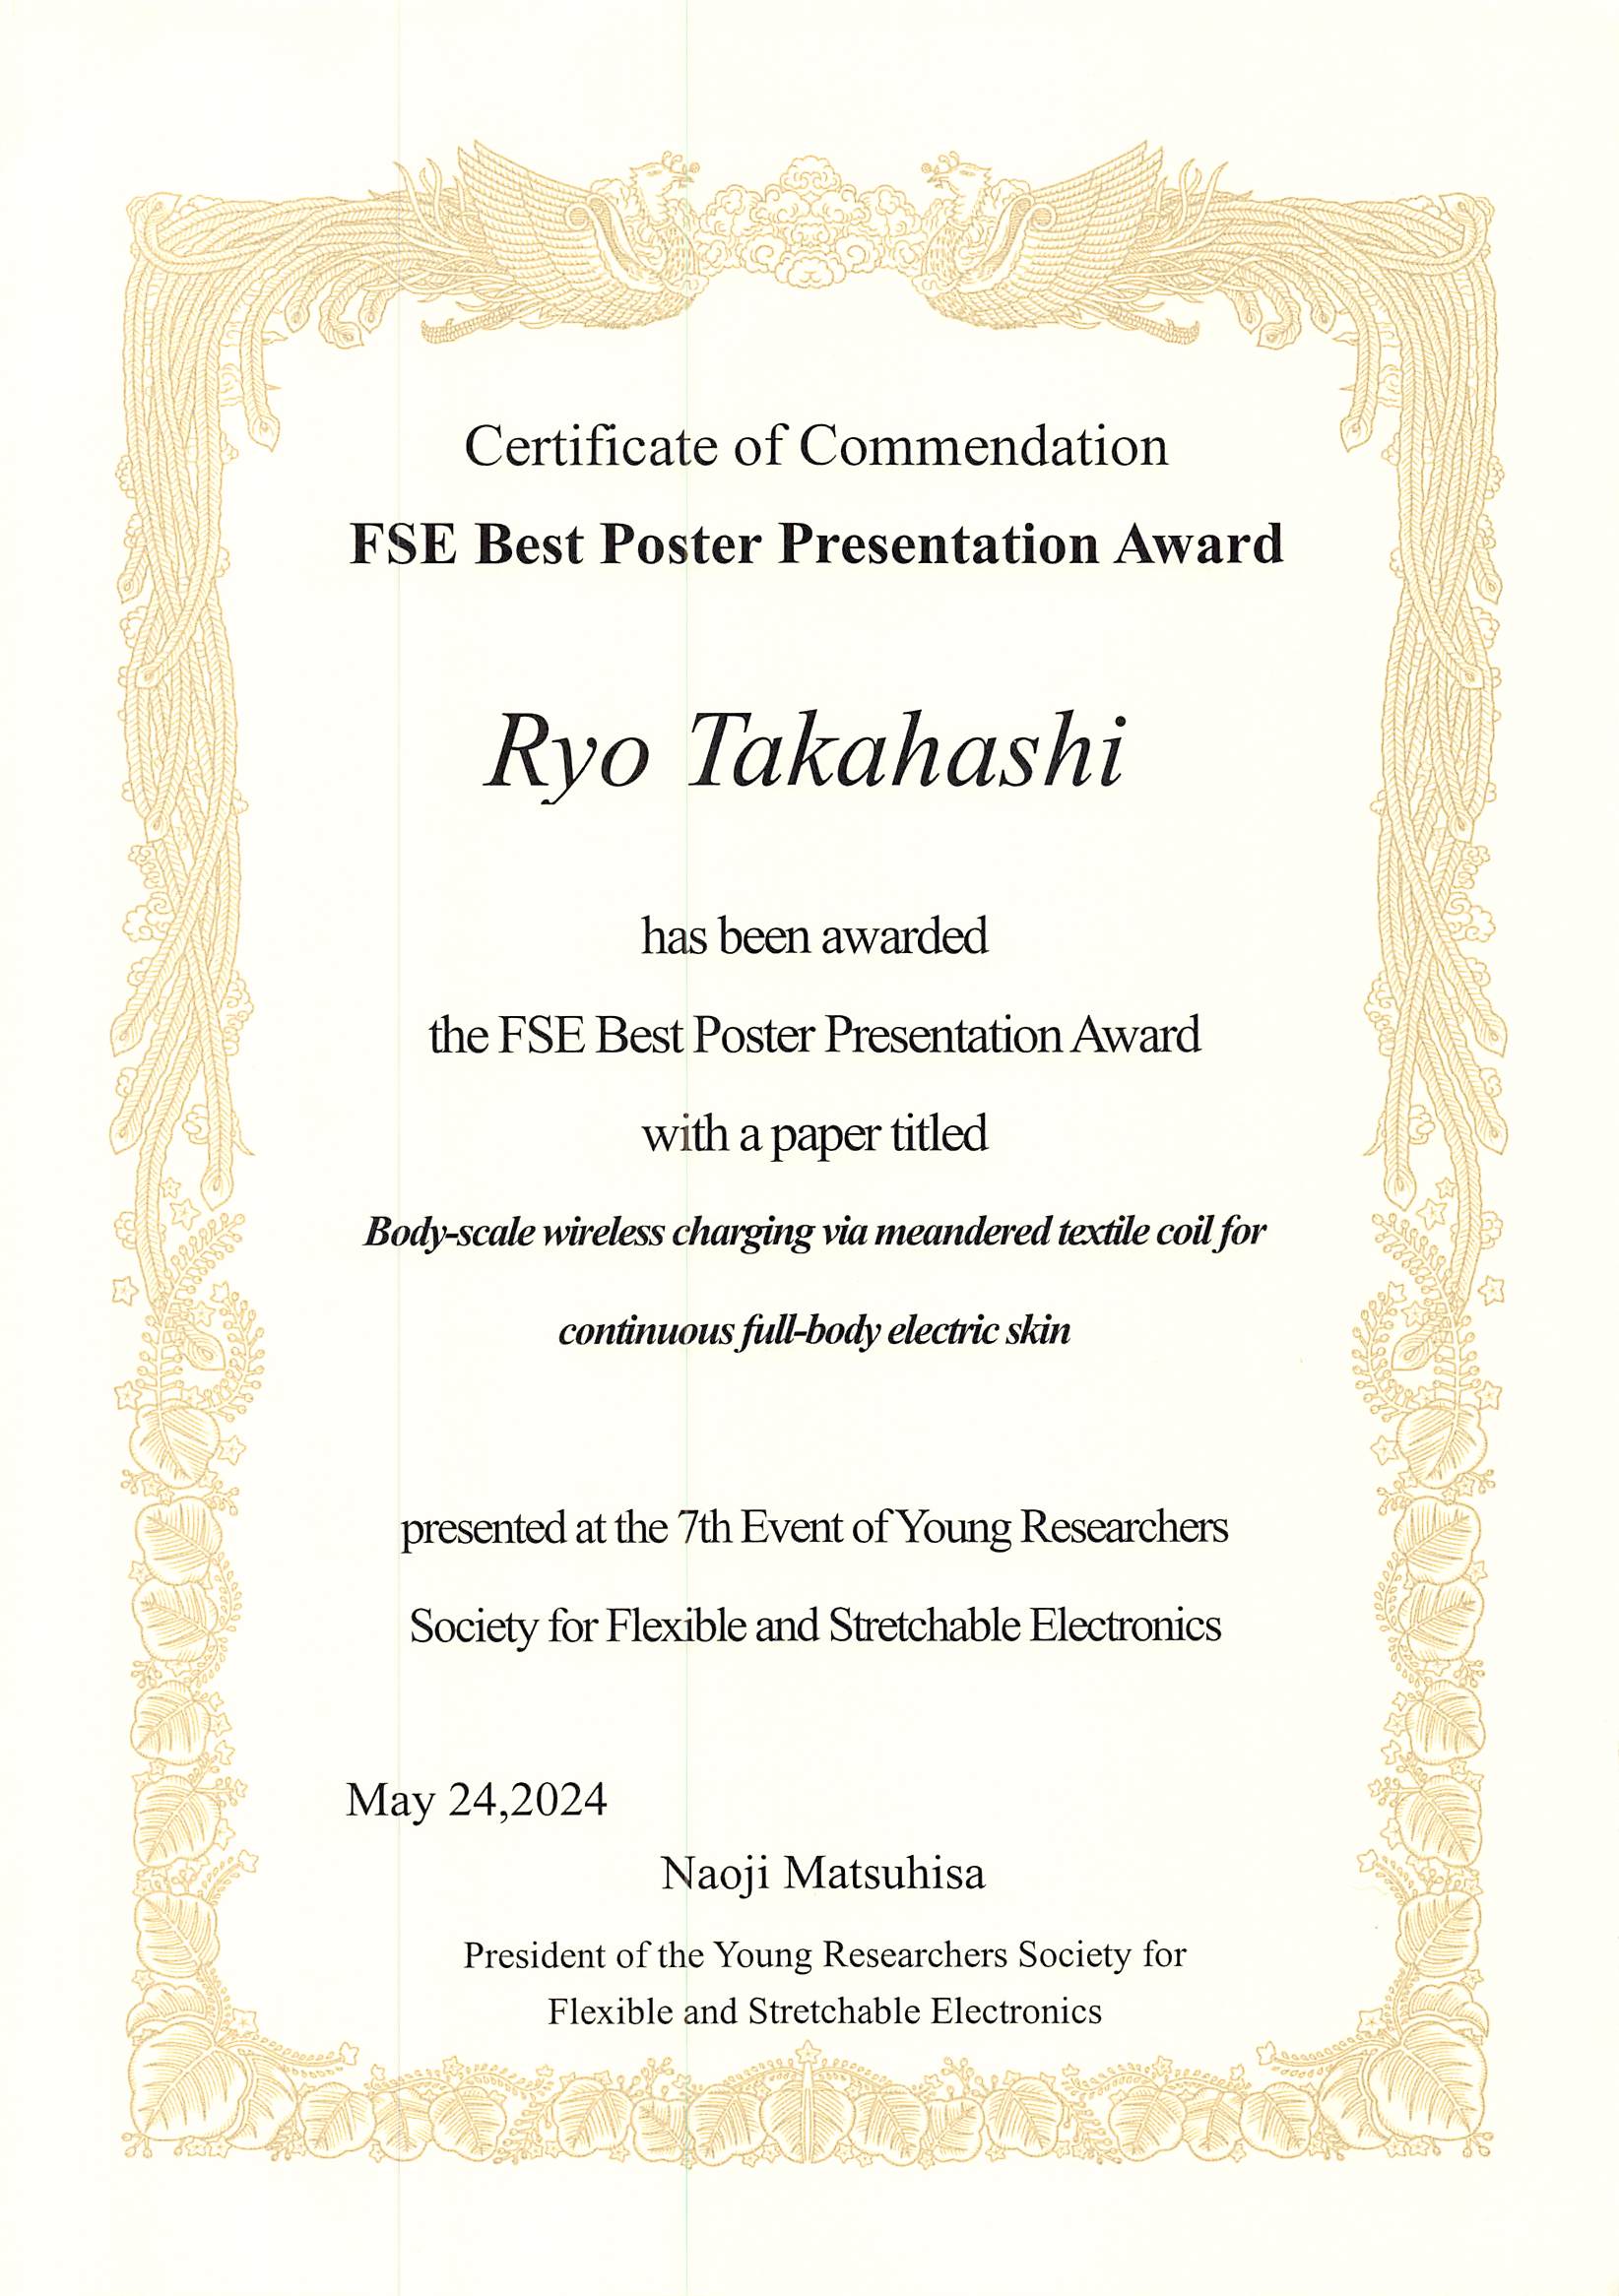 Certificate of Commendation
FSE Best Poster Presentation Award
Ryo Takahashi
has been awarded
the FSE Best Poster Presentation Award
with a paper titled
Body-scale wireless charging via meandered textile coil for
continuous full-body electric skin
presented at the 7th Event of Young Researchers
Society for Flexible and Stretchable Electronics
May 24,2024
Naoji Matsuhisa
President of the Young Researchers Society for
Flexible and Stretchable Electronics